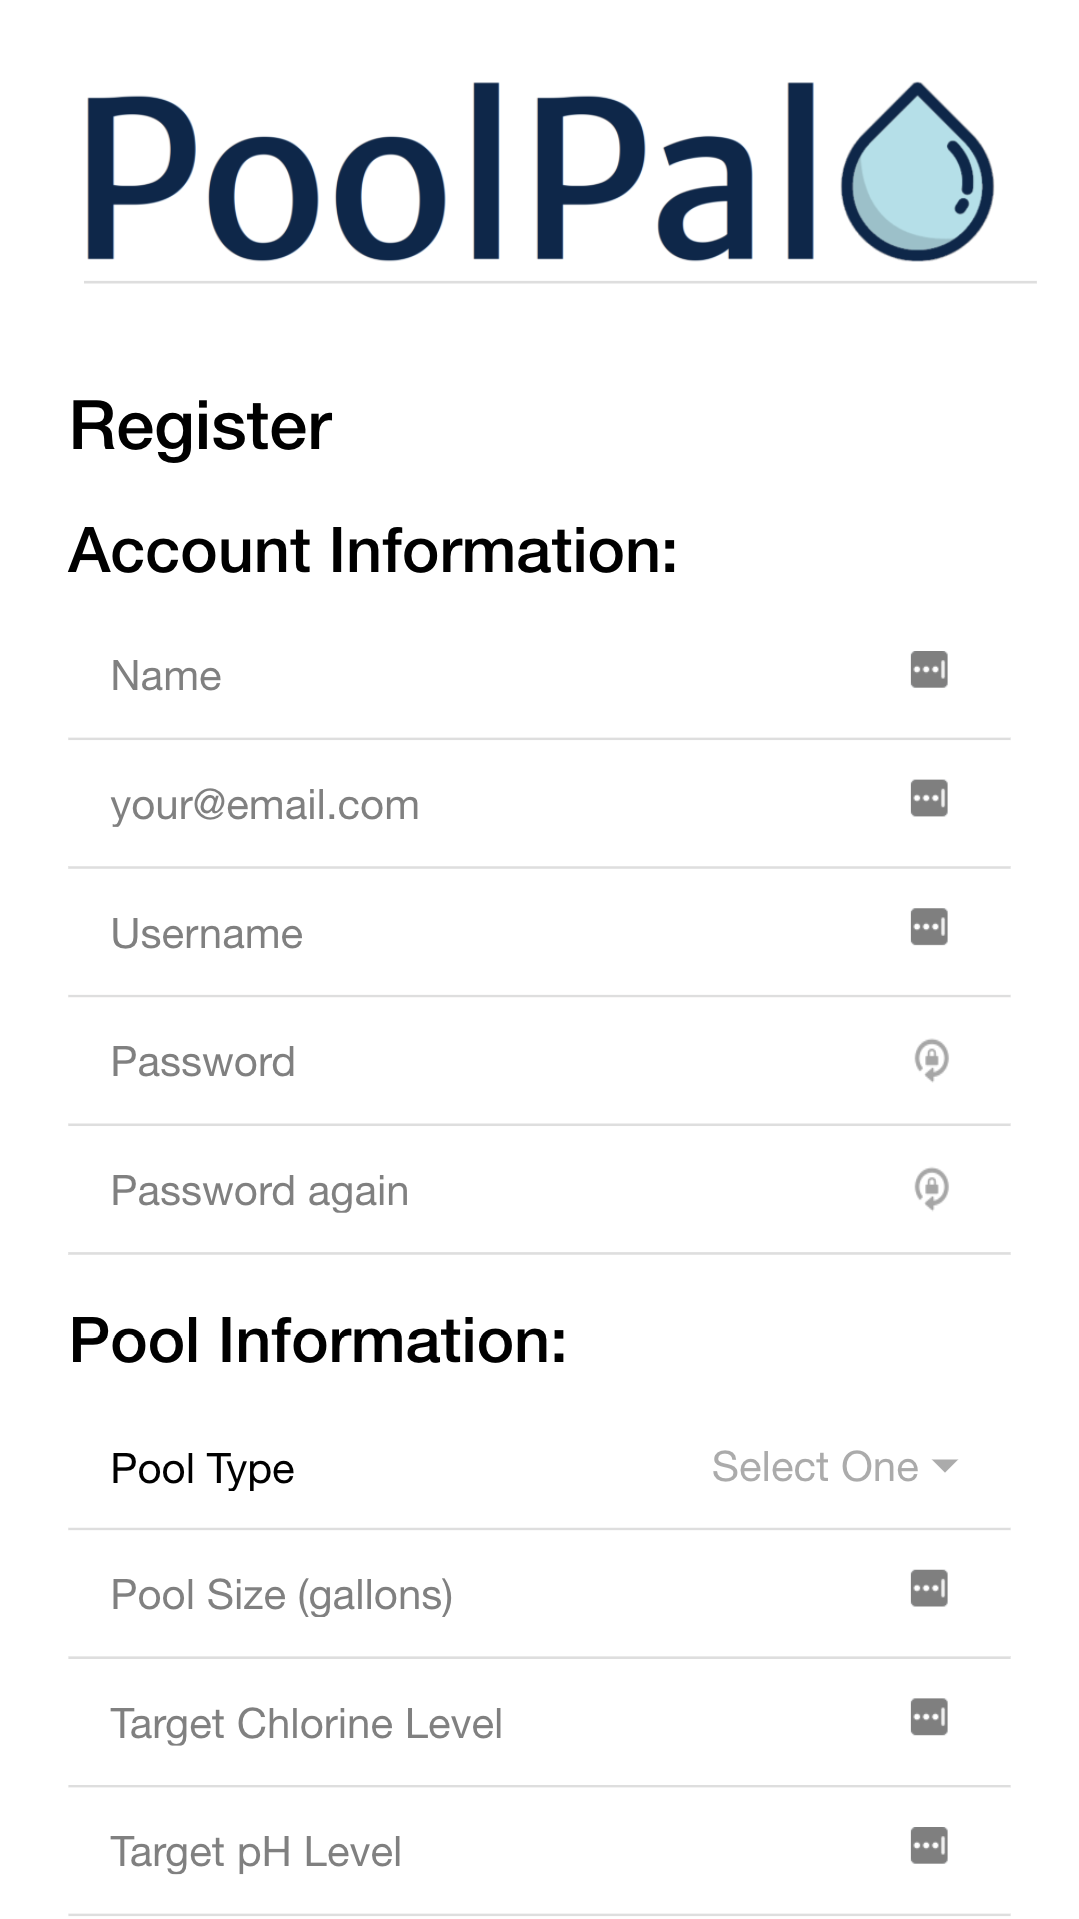 PoolPal
Register
Account Information:
Name
your@email.com
Username
Password
Password again
Pool Information:
Pool Type Select One
Pool Size (gallons)
Target Chlorine Level
Target pH Level